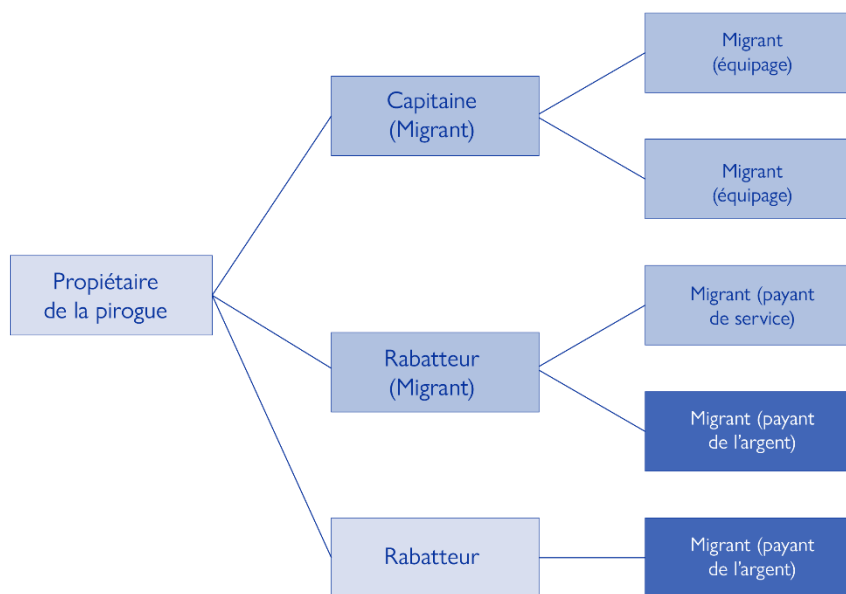 Migrant
(équipage)
Capitaine
(Migrant)
Migrant
(équipage)
Propiétaire
de la pirogue
Migrant (payant
de service)
Rabatteur
(Migrant)
Migrant (payant
de l'argent)
Rabatteur
Migrant (payant
de l'argent)